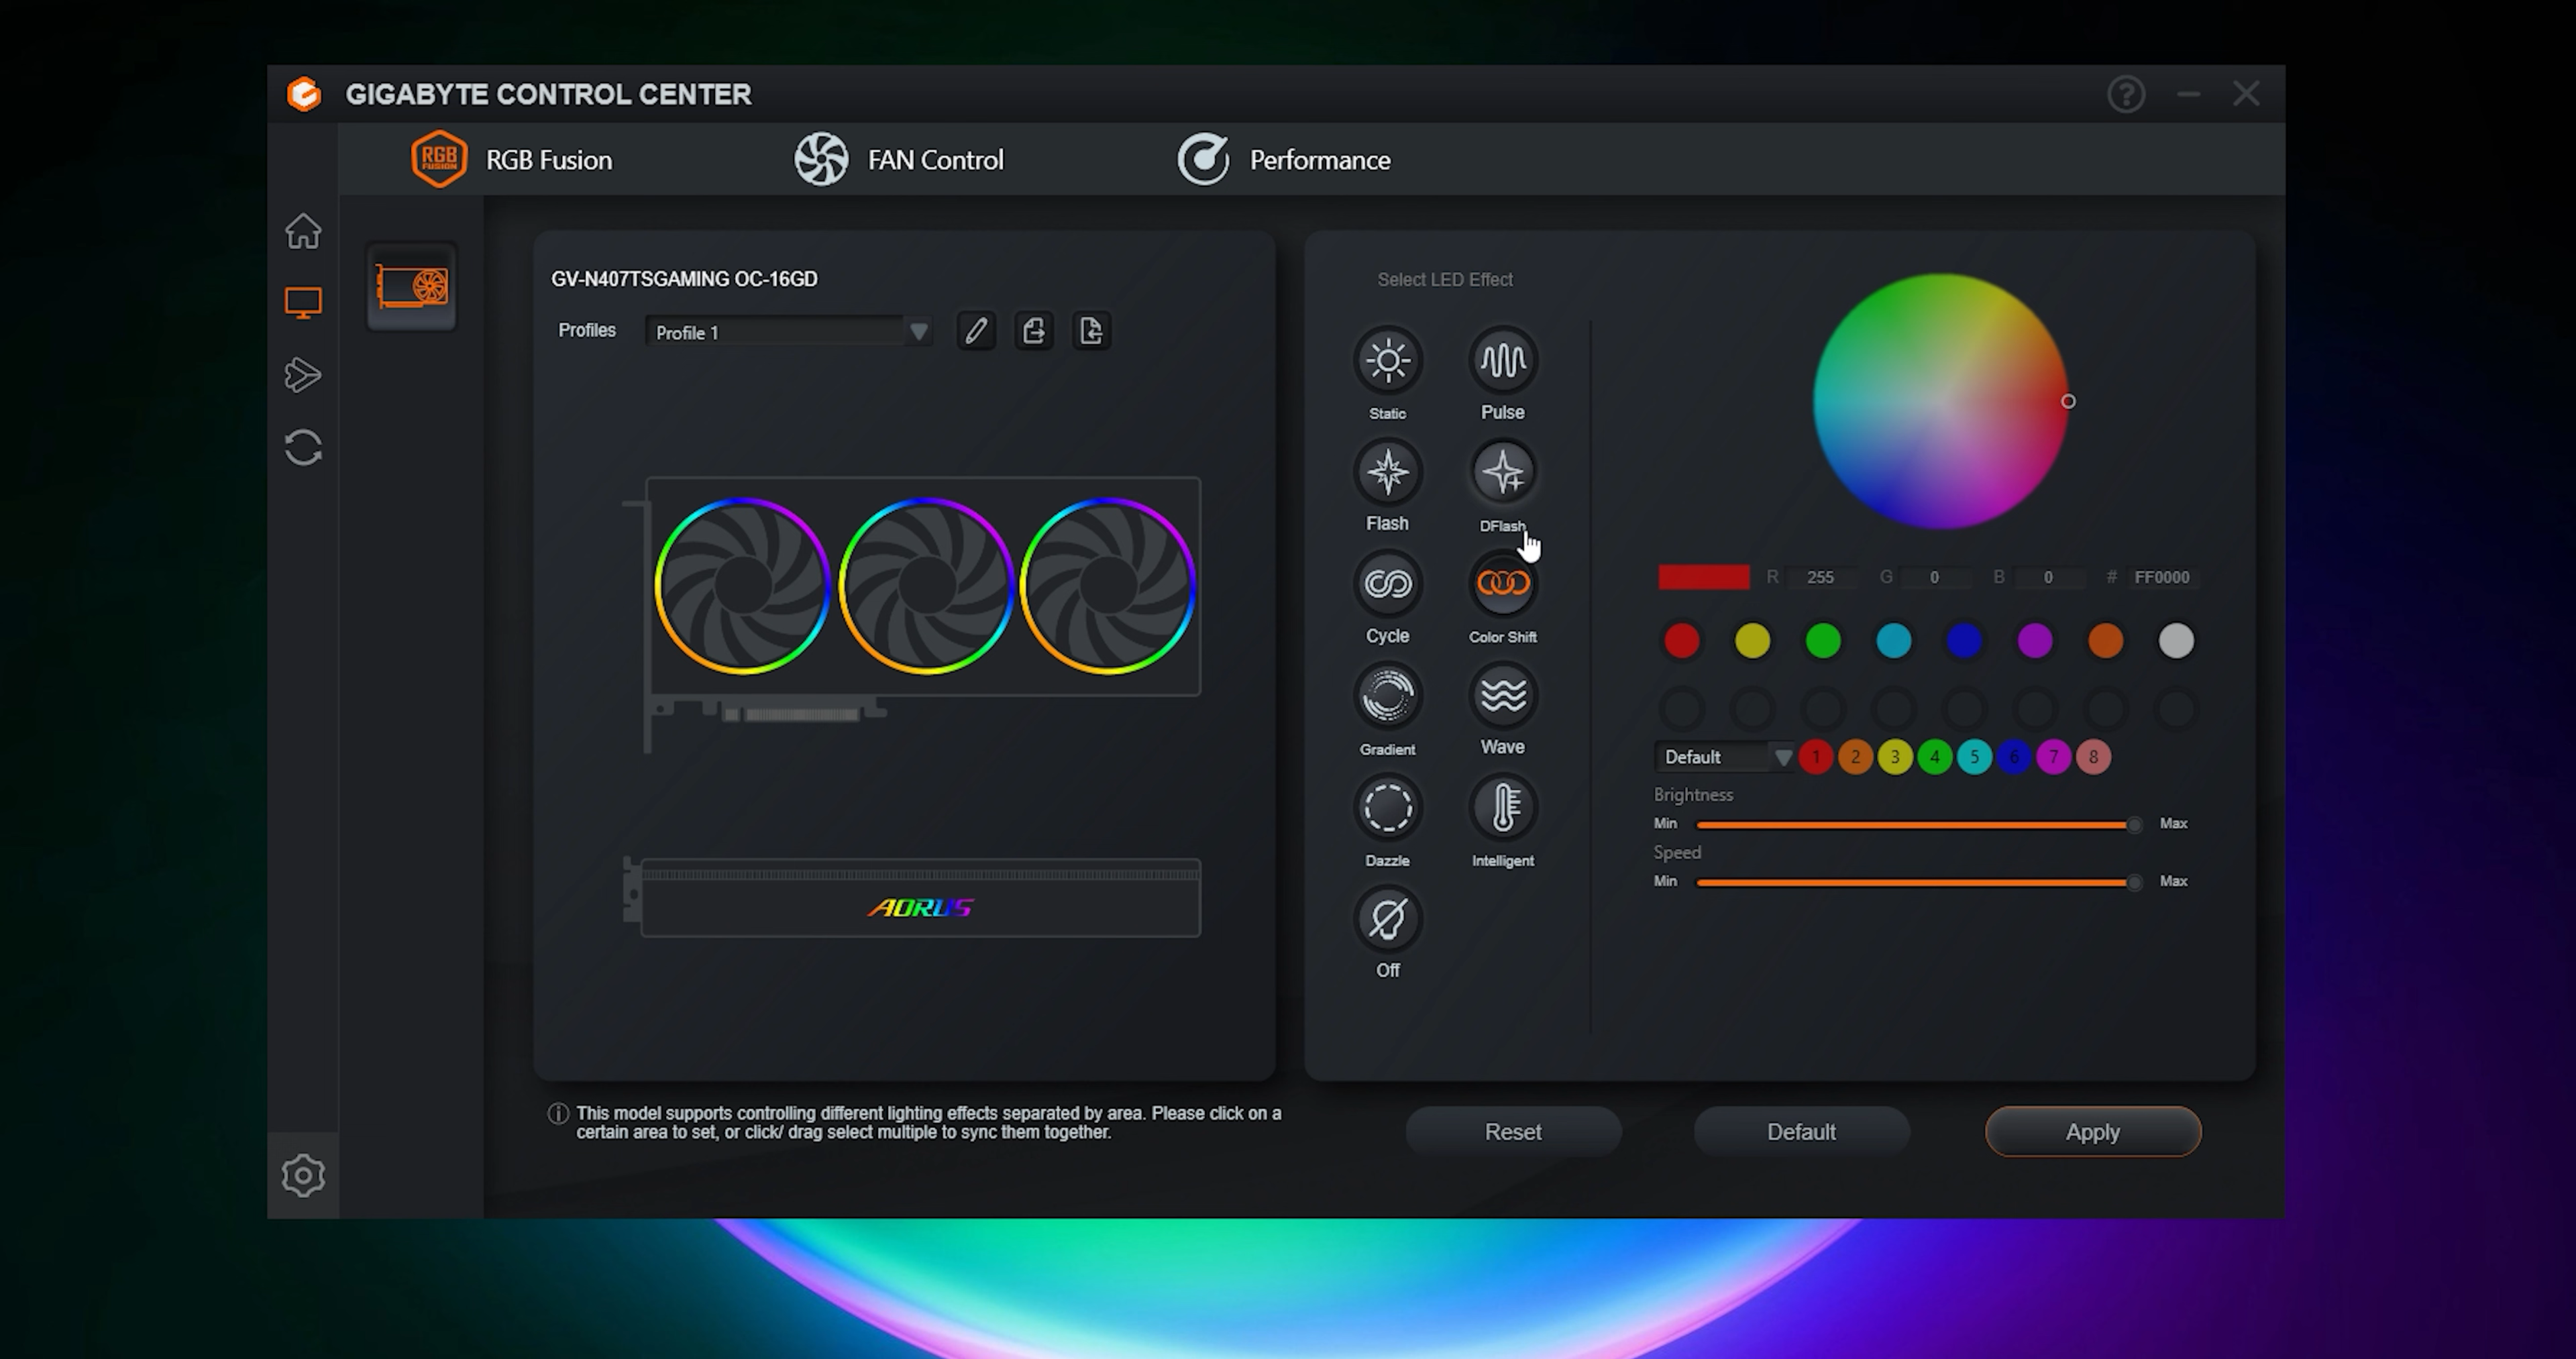 GIGABYTE CONTROL CENTER
RGB FUSION
RGB Fusion
FAN Control
Performance
GV-N407TSGAMING OC-16GD
Profiles
Profile 1
AORUS
Select LED Effect
Static
Pulse
Flash
DFlash
Cycle
Color Shift
Gradient
Wave
Dazzle
Intelligent
Off
R 255 G 0 B 0 # FF0000
Default 1 2 3 4 5 6 7 8
Brightness
Min Max
Speed
Min Max
This model supports controlling different lighting effects separated by area. Please click on a
certain area to set, or click/ drag select multiple to sync them together.
Reset
Default
Apply